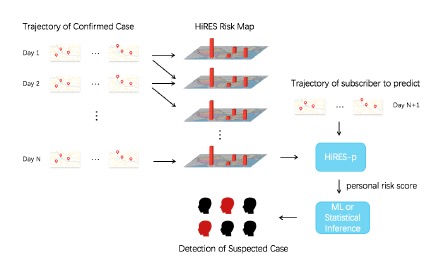 Trajectory of Confirmed Case
HiRES Risk Map
Day 1
...
Day 2
...
Trajectory of subscriber to predict
... Day N+1
...
Day N
...
HiRES-p
personal risk score
ML or
Statistical
Inference
Detection of Suspected Case